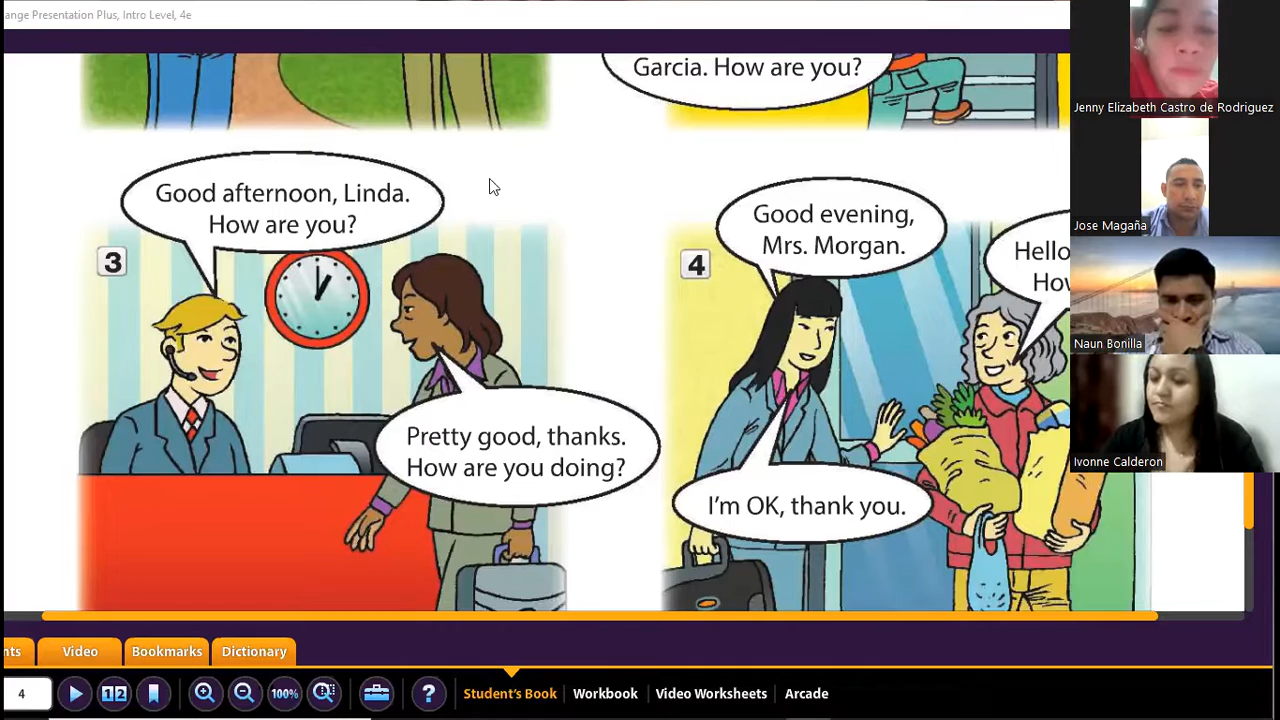 ange Presentation Plus, Intro Level, 4e
Garcia. How are you?
Good afternoon, Linda.
How are you?
3
Pretty good, thanks.
How are you doing?
4
Good evening,
Mrs. Morgan.
Hello
How
I'm OK, thank you.
Jenny Elizabeth Castro de Rodriguez
Jose Magaña
Naun Bonilla
Ivonne Calderon
nts
Video
Bookmarks
Dictionary
4
12
100%
?
Student's Book
Workbook
Video Worksheets
Arcade